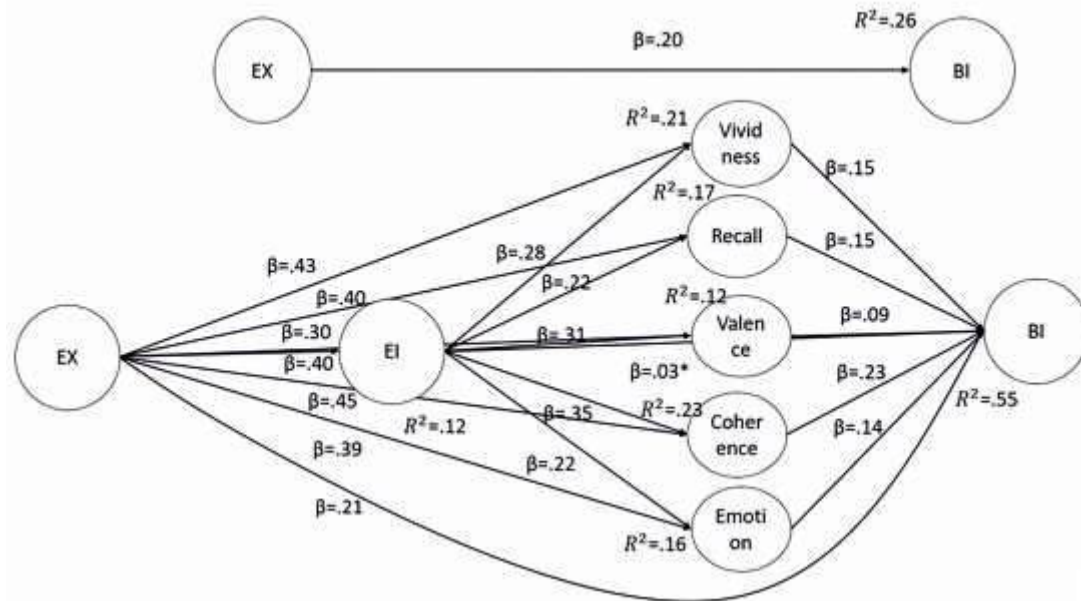 R²=.26
β=.20
EX
BI
R²=.21
Vivid
ness
β=.15
R²=.17
Recall
β=.15
β=.28
β=.43
β=.22
R²=.12
β=.40
β=.09
β=.30
EI
β=.31
Valen
ce
BI
EX
β=.40
β=.03*
β=.23
β=.45
R²=.12
β=.35
R²=.23
Coher
ence
R²=.55
β=.14
β=.39
β=.22
β=.21
R²=.16
Emoti
on